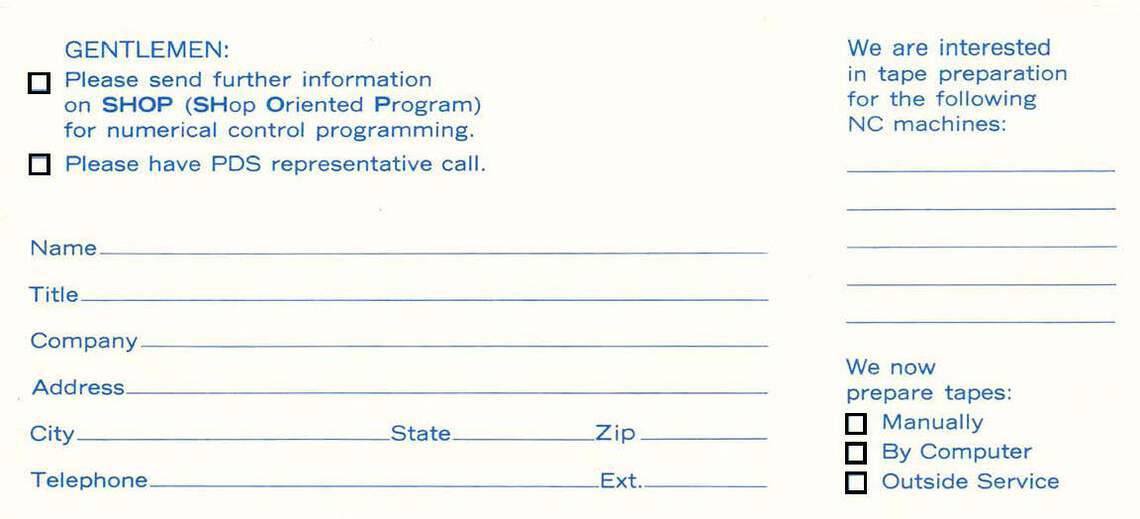 GENTLEMEN:
Please send further information
on SHOP (SHop Oriented Program)
for numerical control programming.
Please have PDS representative call.
Name
Title
Company
Address
City State Zip
Telephone Ext.
We are interested
in tape preparation
for the following
NC machines:
We now
prepare tapes:
Manually
By Computer
Outside Service